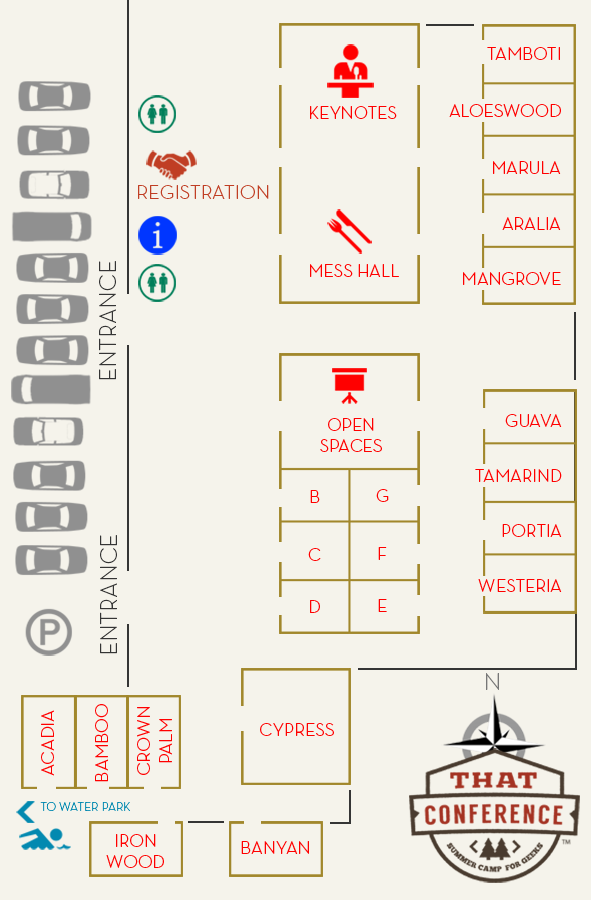 KEYNOTES
REGISTRATION
i
ENTRANCE
MESS HALL
TAMBOTI
ALOESWOOD
MARULA
ARALIA
MANGROVE
OPEN
SPACES
B
G
C
F
D
E
GUAVA
TAMARIND
PORTIA
WESTERIA
ENTRANCE
P
ACADIA
BAMBOO
CROWN
PALM
CYPRESS
TO WATER PARK
IRON
WOOD
BANYAN
N
THAT
CONFERENCE
SUMMER CAMP FOR GEEKS
TM